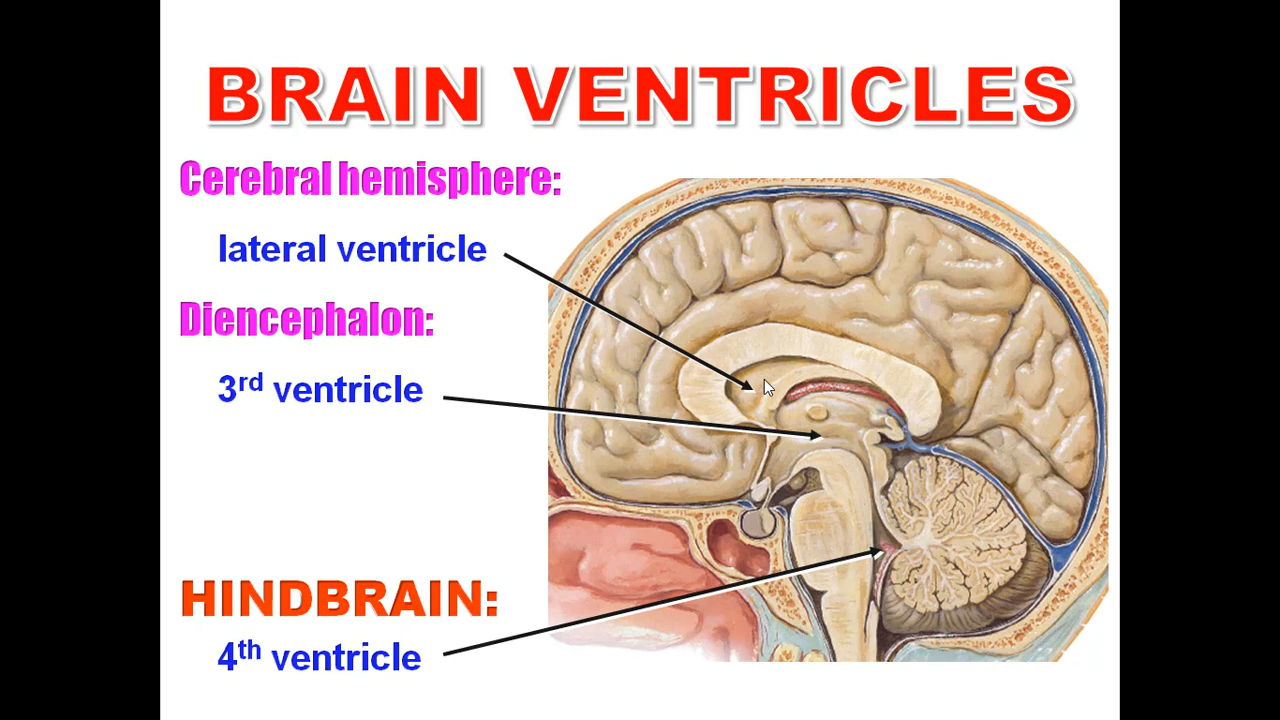 BRAIN VENTRICLES
Cerebral hemisphere:
lateral ventricle
Diencephalon:
3rd ventricle
HINDBRAIN:
4th ventricle